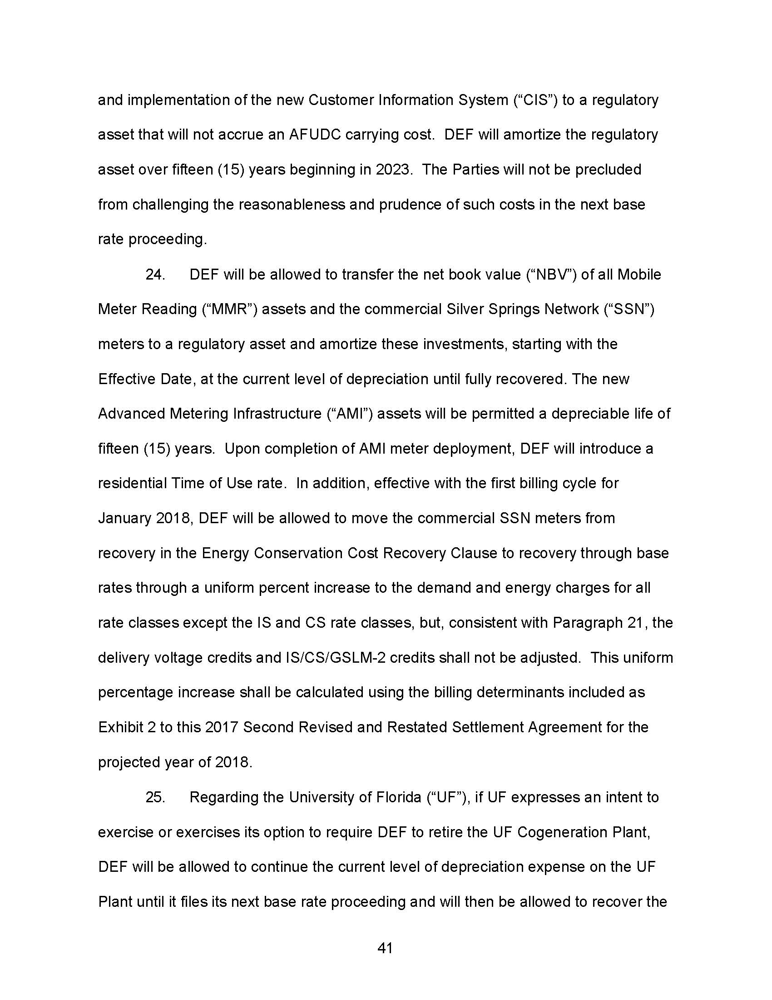 and implementation of the new Customer Information System (“CIS”) to a regulatory
asset that will not accrue an AFUDC carrying cost.  DEF will amortize the regulatory
asset over fifteen (15) years beginning in 2023.  The Parties will not be precluded
from challenging the reasonableness and prudence of such costs in the next base
rate proceeding.
24. DEF will be allowed to transfer the net book value (“NBV”) of all Mobile
Meter Reading (“MMR”) assets and the commercial Silver Springs Network (“SSN”)
meters to a regulatory asset and amortize these investments, starting with the
Effective Date, at the current level of depreciation until fully recovered. The new
Advanced Metering Infrastructure (“AMI”) assets will be permitted a depreciable life of
fifteen (15) years.  Upon completion of AMI meter deployment, DEF will introduce a
residential Time of Use rate.  In addition, effective with the first billing cycle for
January 2018, DEF will be allowed to move the commercial SSN meters from
recovery in the Energy Conservation Cost Recovery Clause to recovery through base
rates through a uniform percent increase to the demand and energy charges for all
rate classes except the IS and CS rate classes, but, consistent with Paragraph 21, the
delivery voltage credits and IS/CS/GSLM-2 credits shall not be adjusted.  This uniform
percentage increase shall be calculated using the billing determinants included as
Exhibit 2 to this 2017 Second Revised and Restated Settlement Agreement for the
projected year of 2018.
25. Regarding the University of Florida (“UF”), if UF expresses an intent to
exercise or exercises its option to require DEF to retire the UF Cogeneration Plant,
DEF will be allowed to continue the current level of depreciation expense on the UF
Plant until it files its next base rate proceeding and will then be allowed to recover the
41